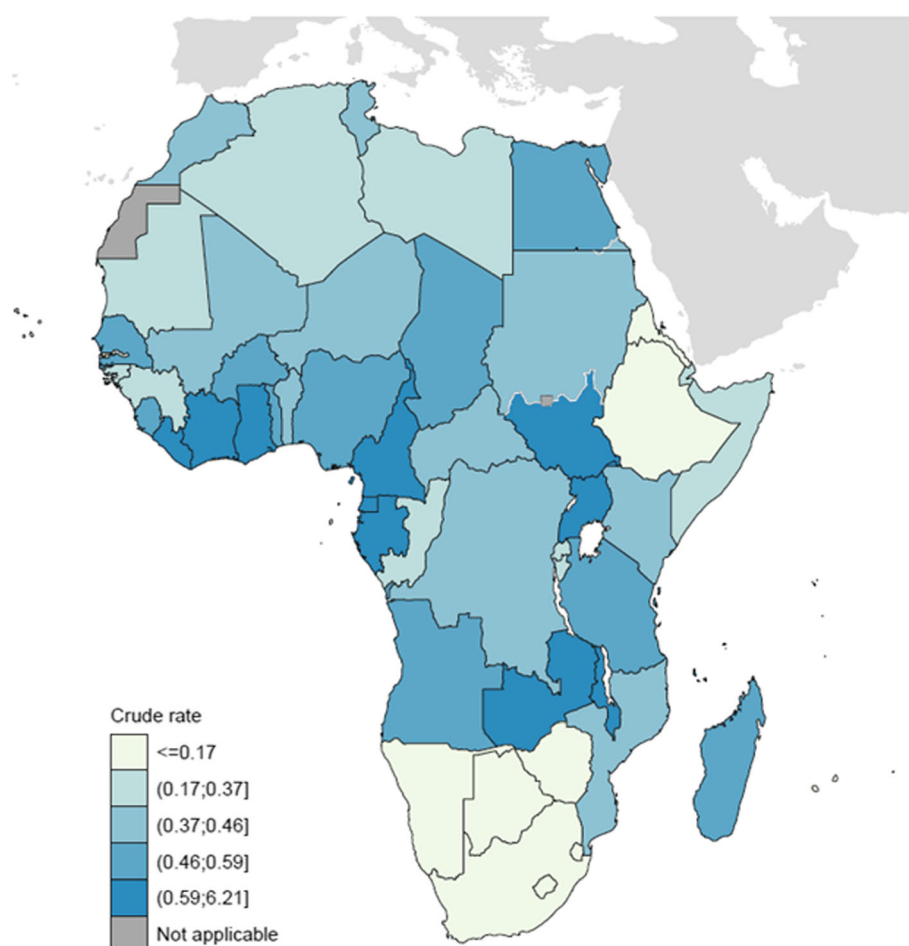 Crude rate
<=0.17
(0.17;0.37]
(0.37;0.46]
(0.46;0.59]
(0.59;6.21]
Not applicable